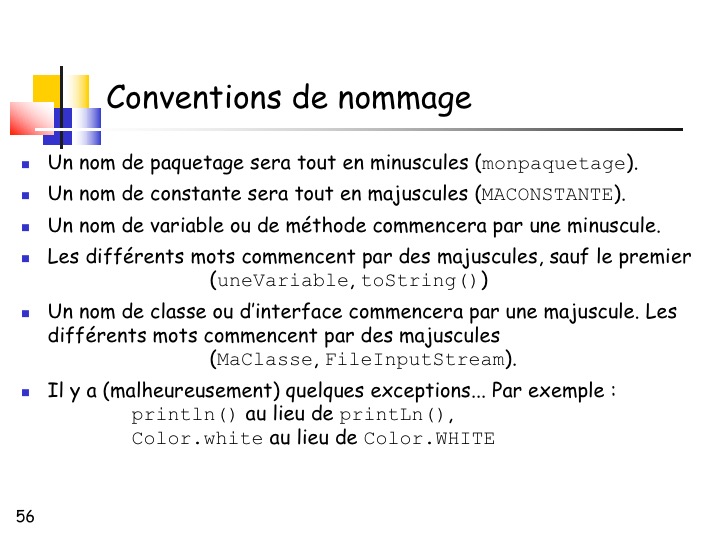 Conventions de nommage
Un nom de paquetage sera tout en minuscules (monpaquetage).
Un nom de constante sera tout en majuscules (MACONSTANTE).
Un nom de variable ou de méthode commencera par une minuscule.
Les différents mots commencent par des majuscules, sauf le premier
(uneVariable, toString())
Un nom de classe ou d'interface commencera par une majuscule. Les
différents mots commencent par des majuscules
(MaClasse, FileInputStream).
Il y a (malheureusement) quelques exceptions... Par exemple :
println() au lieu de printLn(),
Color.white au lieu de Color.WHITE
56